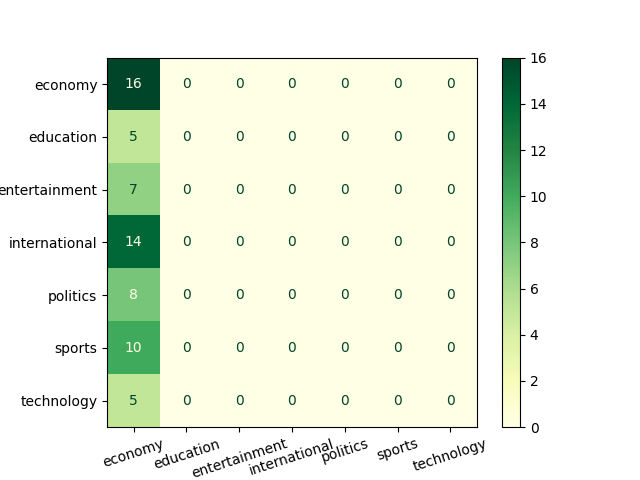 economy 16 0 0 0 0 0 0
education 5 0 0 0 0 0 0
entertainment 7 0 0 0 0 0 0
international 14 0 0 0 0 0 0
politics 8 0 0 0 0 0 0
sports 10 0 0 0 0 0 0
technology 5 0 0 0 0 0 0
economy education entertainment international politics sports technology
16
14
12
10
8
6
4
2
0